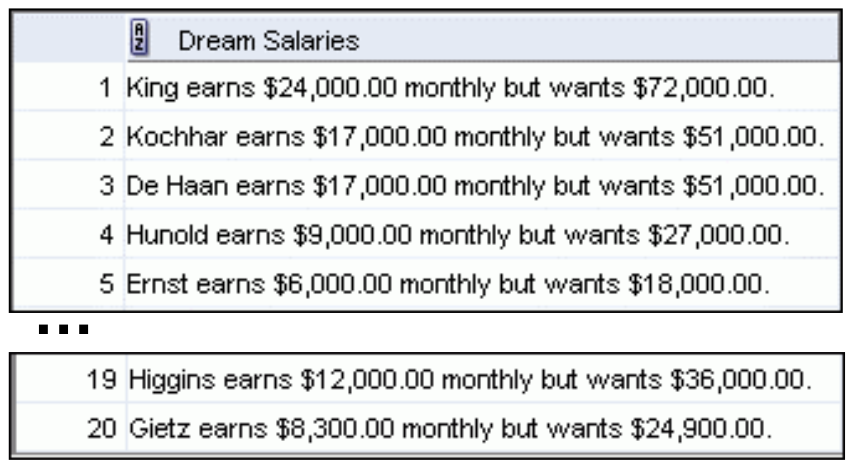 Dream Salaries
1 King earns $24,000.00 monthly but wants $72,000.00.
2 Kochhar earns $17,000.00 monthly but wants $51,000.00.
3 De Haan earns $17,000.00 monthly but wants $51,000.00.
4 Hunold earns $9,000.00 monthly but wants $27,000.00.
5 Ernst earns $6,000.00 monthly but wants $18,000.00.
...
19 Higgins earns $12,000.00 monthly but wants $36,000.00.
20 Gietz earns $8,300.00 monthly but wants $24,900.00.